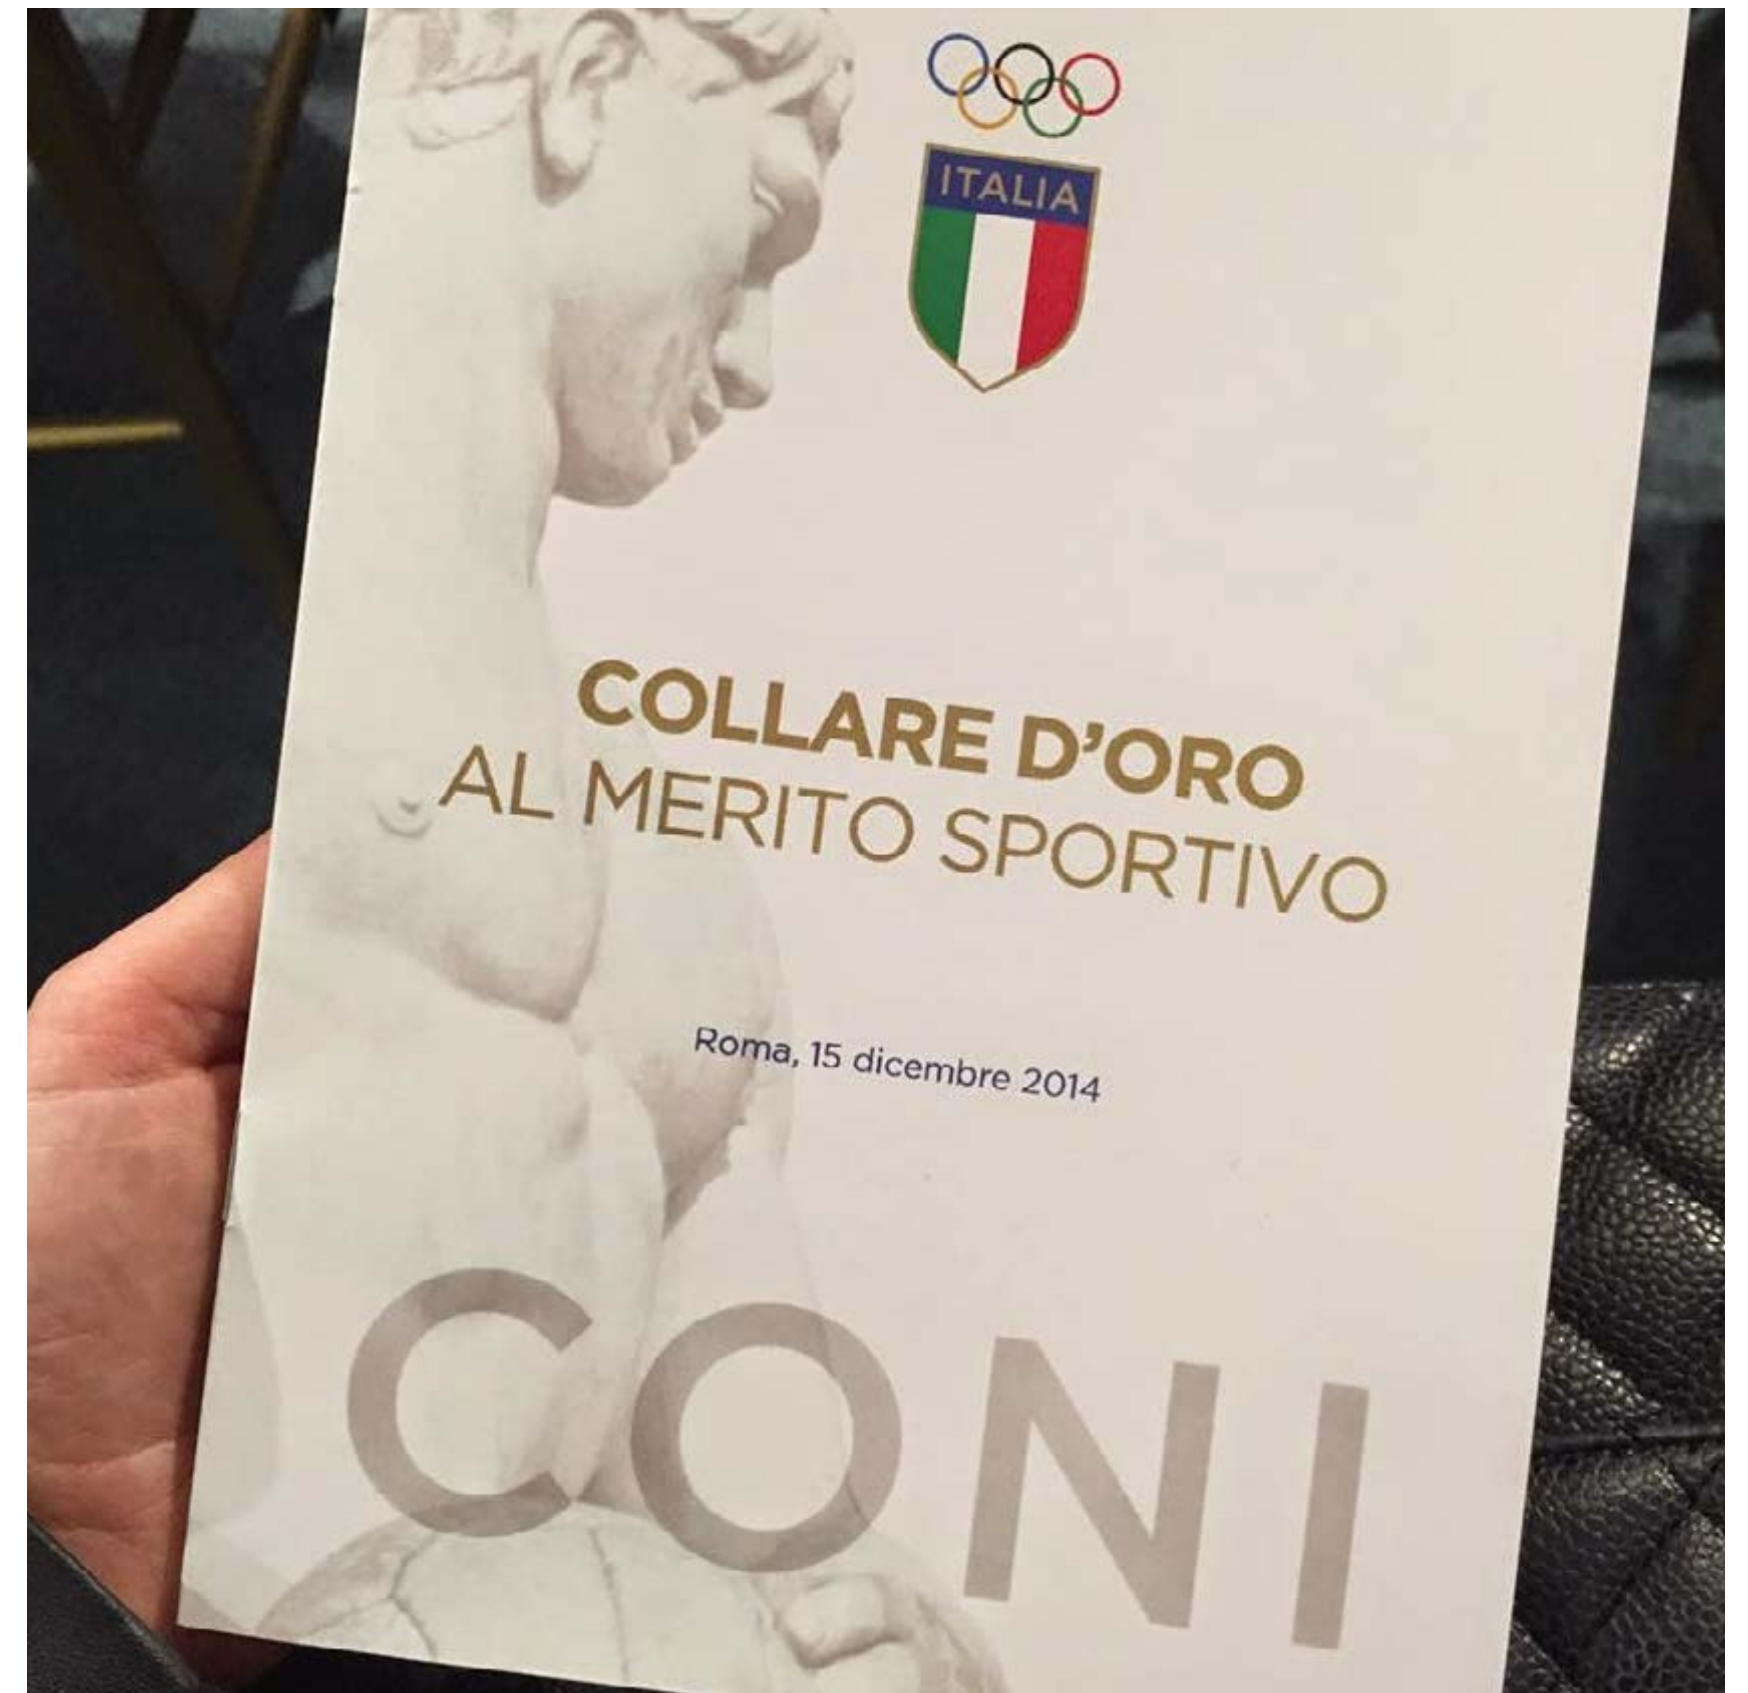 ITALIA
COLLARE D'ORO
AL MERITO SPORTIVO
Roma, 15 dicembre 2014
CONI